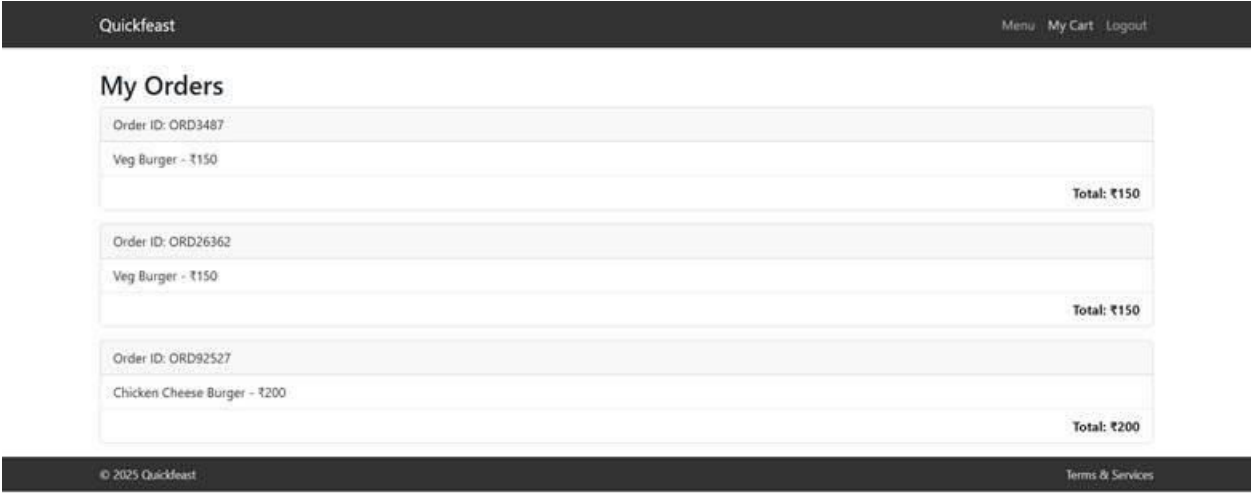 Quickfeast
Menu My Cart Logout
My Orders
Order ID: ORD3487
Veg Burger - ₹150
Total: ₹150
Order ID: ORD26362
Veg Burger - ₹150
Total: ₹150
Order ID: ORD92527
Chicken Cheese Burger - ₹200
Total: ₹200
© 2025 Quickfeast
Terms & Services